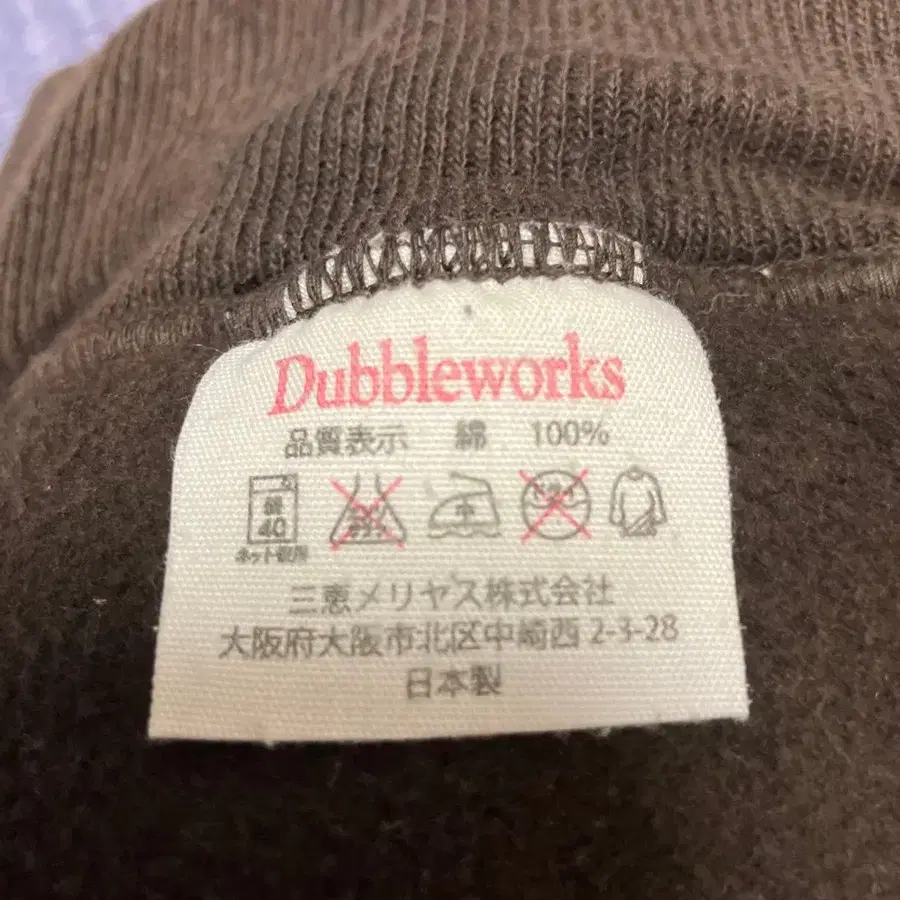 Dubbleworks
品質表示 綿 100%
弱 40 中
ネット使用
三恵メリヤス株式会社
大阪府大阪市北区中崎西 2-3-28
日本製